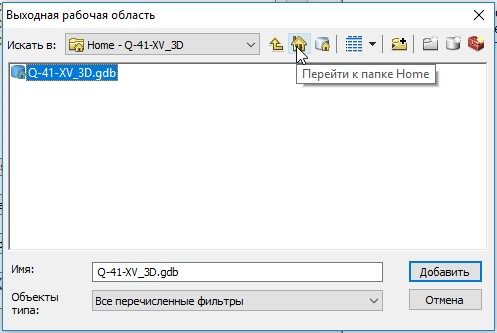 Выходная рабочая область
Искать в: Home - Q-41-XV_3D
Q-41-XV_3D.gdb
Перейти к папке Home
Имя: Q-41-XV_3D.gdb Добавить
Объекты типа: Все перечисленные фильтры Отмена